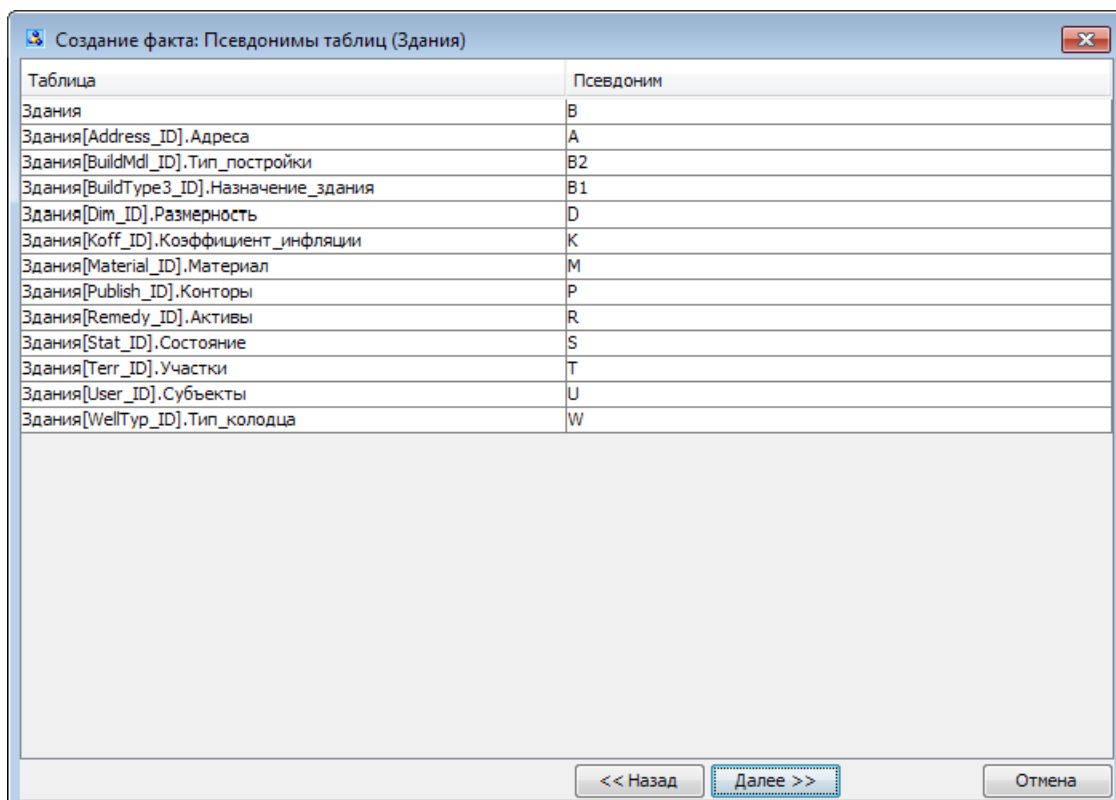 Создание факта: Псевдонимы таблиц (Здания)
Таблица Псевдоним
Здания B
Здания[Address_ID].Адреса A
Здания[BuildMdl_ID].Тип_постройки B2
Здания[BuildType3_ID].Назначение_здания B1
Здания[Dim_ID].Размерность D
Здания[Koff_ID].Коэффициент_инфляции K
Здания[Material_ID].Материал M
Здания[Publish_ID].Конторы P
Здания[Remedy_ID].Активы R
Здания[Stat_ID].Состояние S
Здания[Terr_ID].Участки T
Здания[User_ID].Субъекты U
Здания[WellTyp_ID].Тип_колодца W
<< Назад Далее >> Отмена